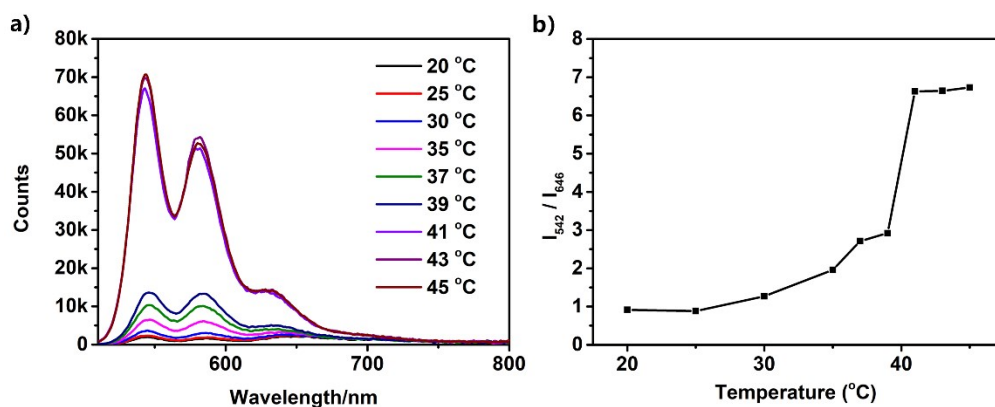 a)
80k
70k
60k
50k
40k
30k
20k
10k
0
600
700
800
Counts
Wavelength/nm
20 °C
25 °C
30 °C
35 °C
37 °C
39 °C
41 °C
43 °C
45 °C
b)
8
7
6
5
4
3
2
1
0
20
30
40
I542 / I646
Temperature (°C)